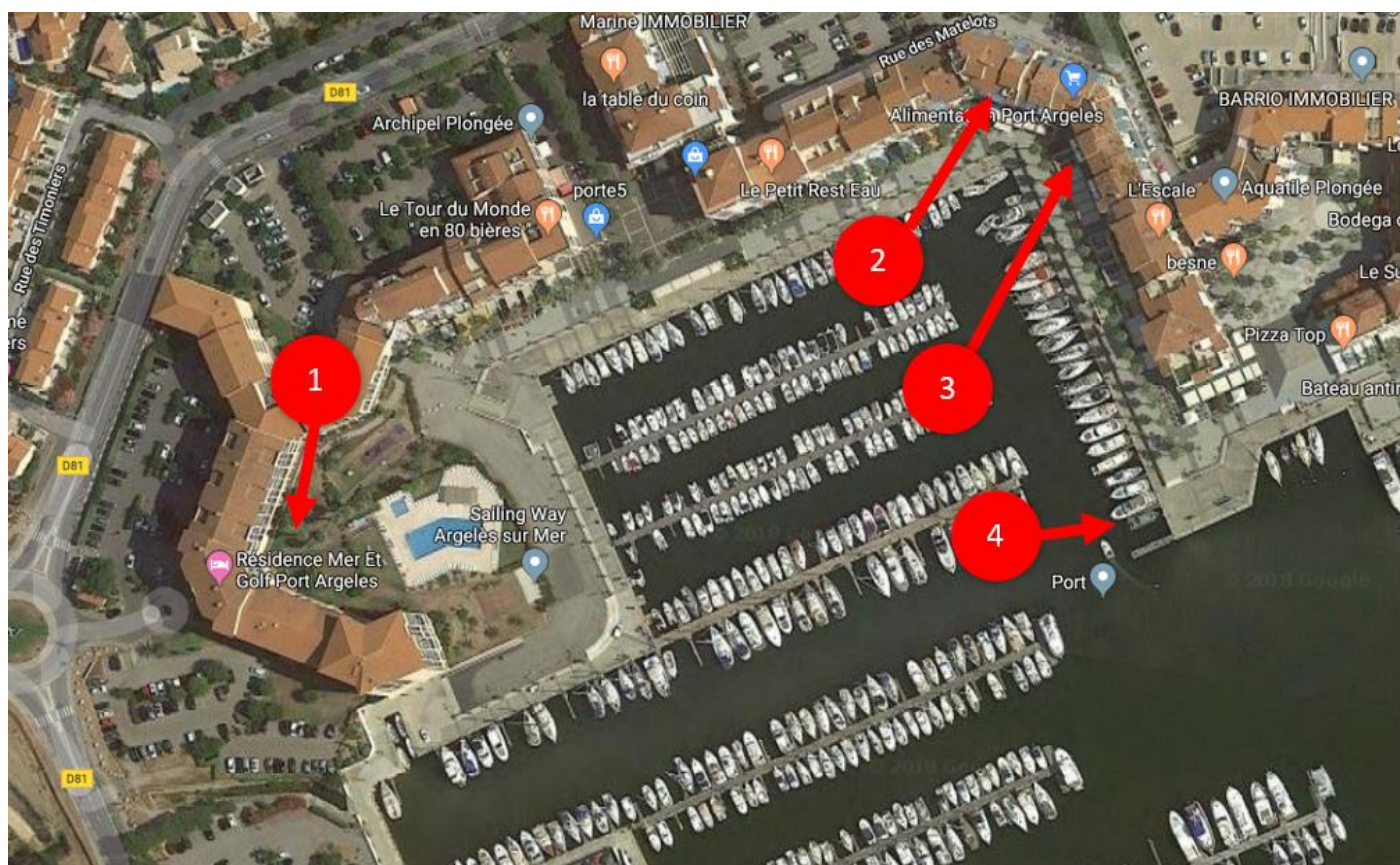 Marine IMMOBILIER
Rue des Matelots
D81
la table du coin
BARRIO IMMOBILIER
Archipel Plongée
Alimenta
n Port Argeles
Le Petit Rest Eau
L'Escale
Aquatile Plongée
porte5
Le Tour du Monde
" en 80 bières "
Bodega
Rue des Timoniers
besne
2
Le Su
Pizza Top
1
3
Bateau
D81
Sailing Way
Argelès sur Mer
4
Résidence Mer Et
Golf Port Argeles
Port
© 2018 Google
D81